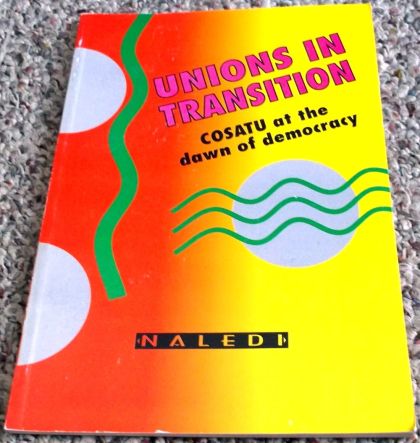 UNIONS IN
TRANSITION
COSATU at the
dawn of democracy
NALEDI